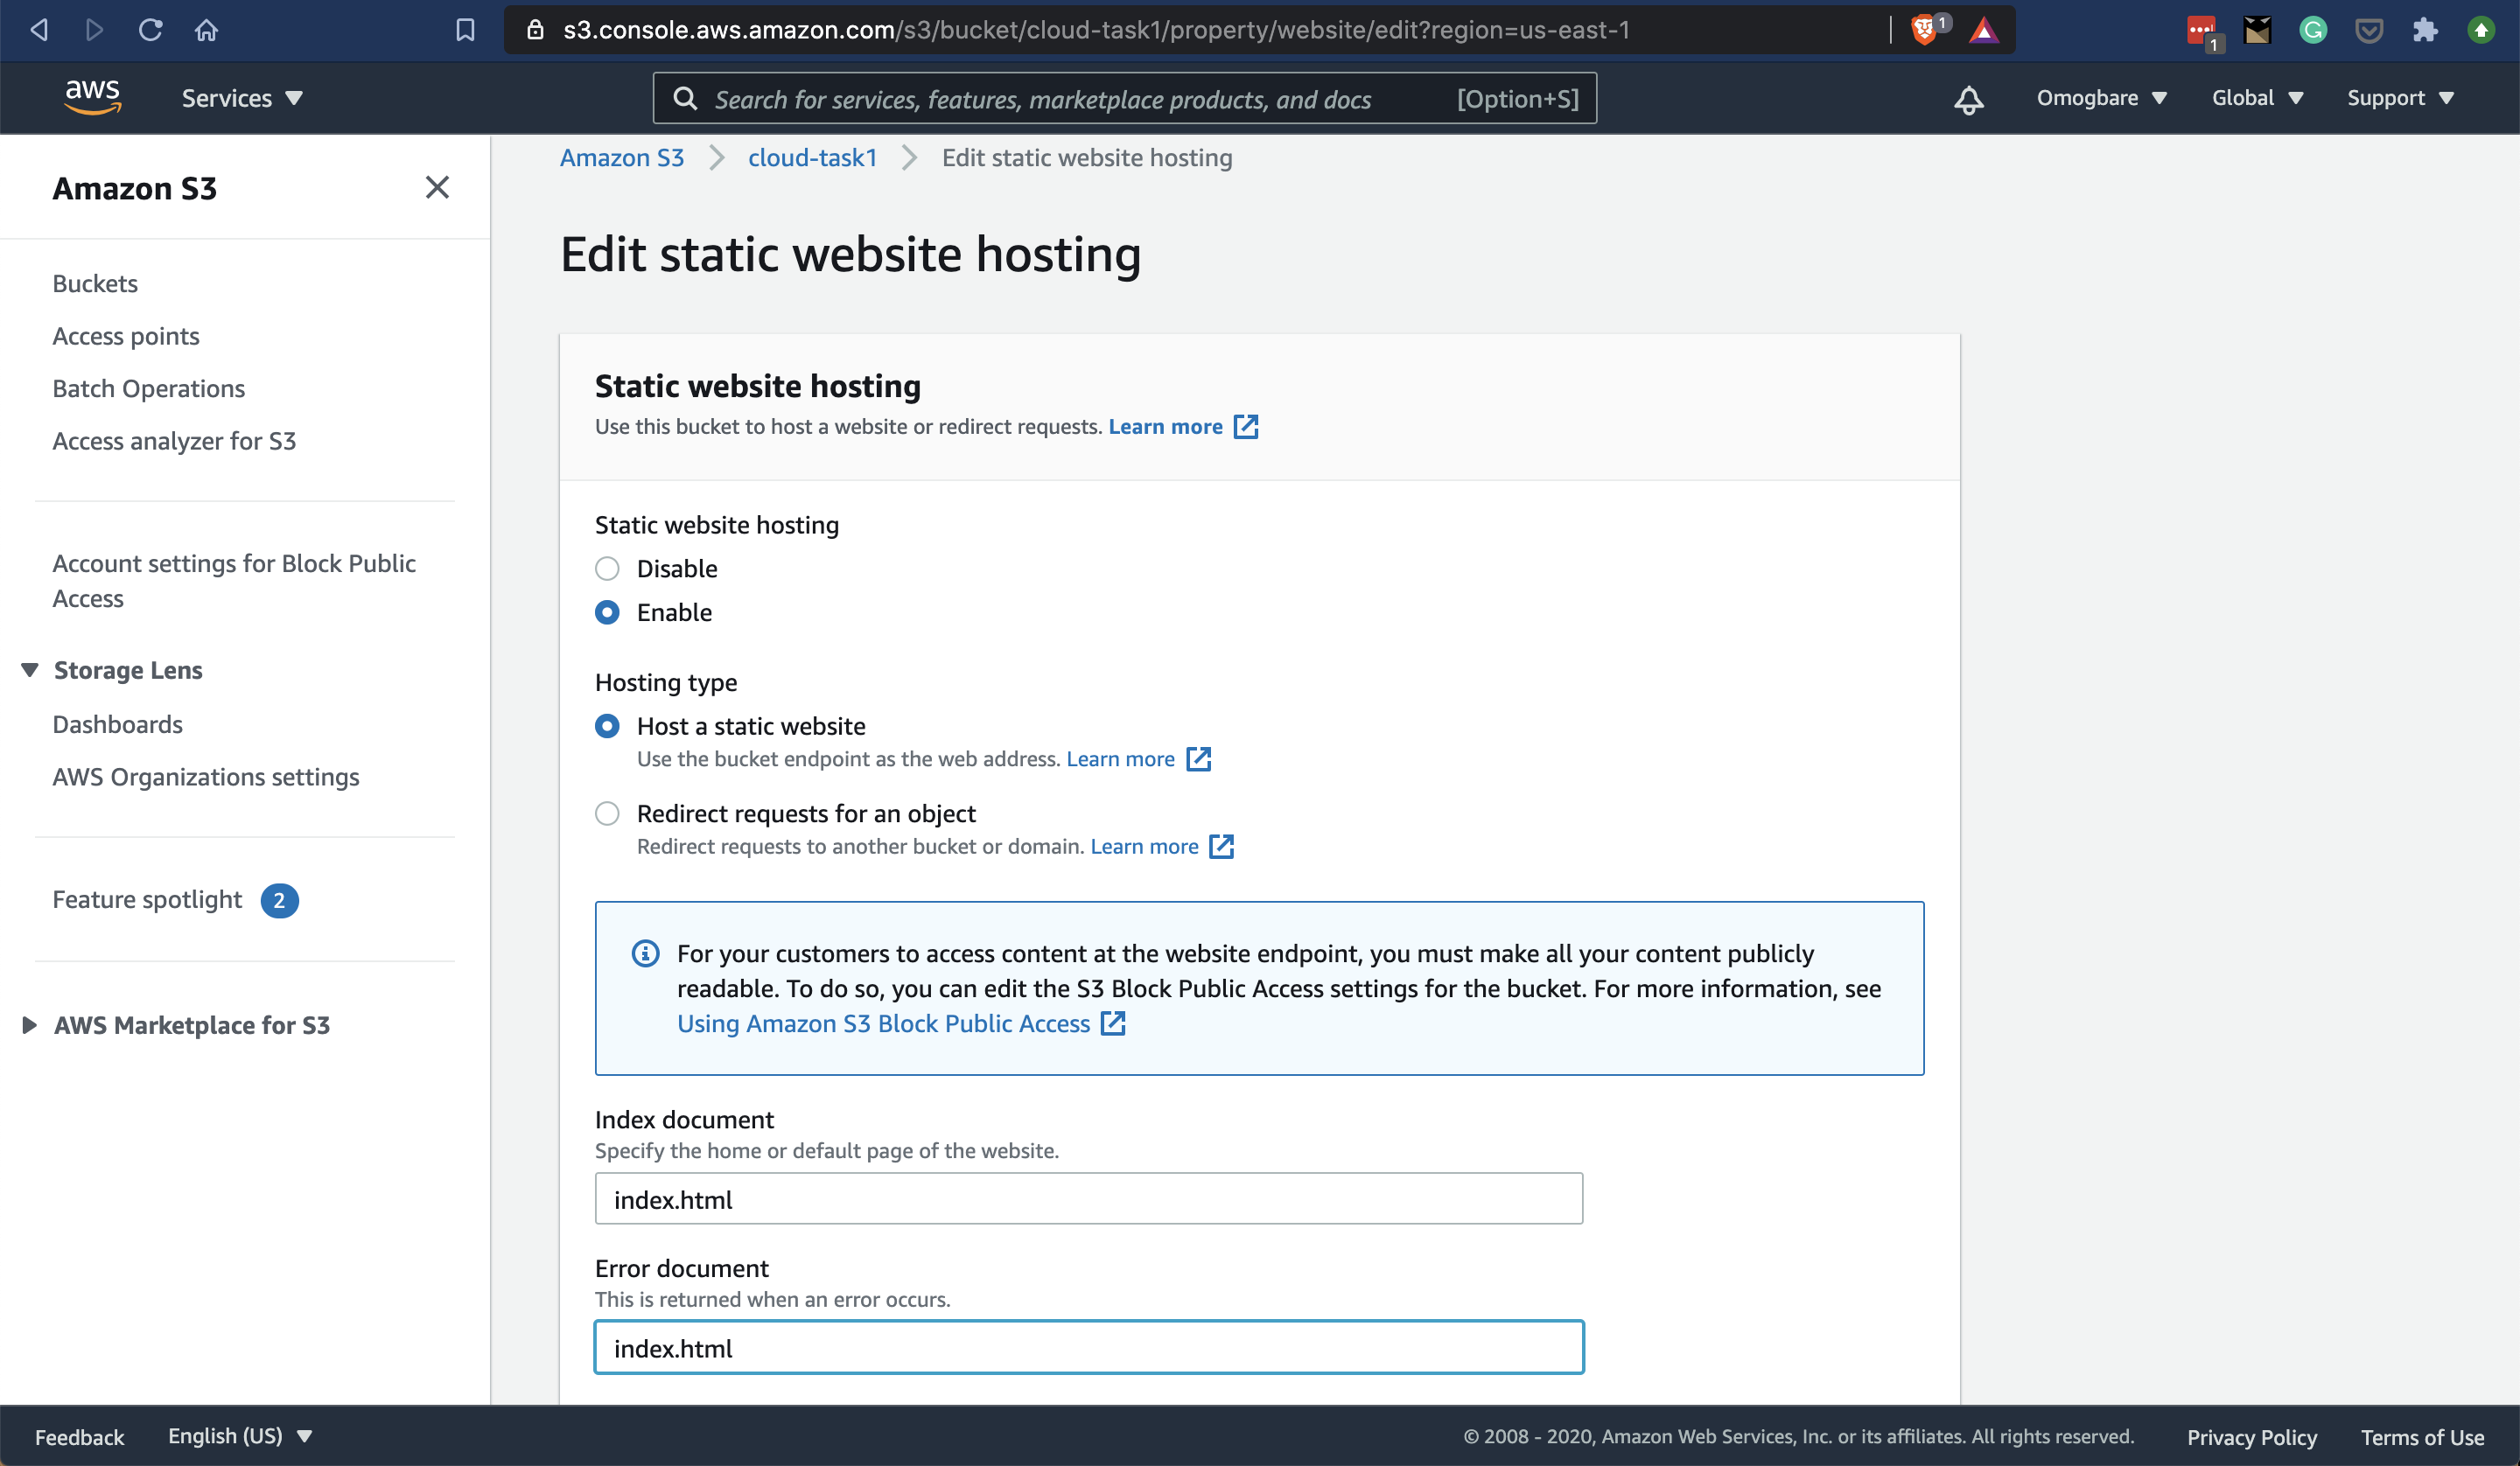 s3.console.aws.amazon.com/s3/bucket/cloud-task1/property/website/edit?region=us-east-1
1
1
aws
Services
Search for services, features, marketplace products, and docs
[Option+S]
Omogbare
Global
Support
Amazon S3
Buckets
Access points
Batch Operations
Access analyzer for S3
Account settings for Block Public
Access
Storage Lens
Dashboards
AWS Organizations settings
Feature spotlight 2
AWS Marketplace for S3
Amazon S3 > cloud-task1 > Edit static website hosting
Edit static website hosting
Static website hosting
Use this bucket to host a website or redirect requests. Learn more
Static website hosting
Disable
Enable
Hosting type
Host a static website
Use the bucket endpoint as the web address. Learn more
Redirect requests for an object
Redirect requests to another bucket or domain. Learn more
For your customers to access content at the website endpoint, you must make all your content publicly
readable. To do so, you can edit the S3 Block Public Access settings for the bucket. For more information, see
Using Amazon S3 Block Public Access
Index document
Specify the home or default page of the website.
index.html
Error document
This is returned when an error occurs.
index.html
Feedback
English (US)
© 2008 - 2020, Amazon Web Services, Inc. or its affiliates. All rights reserved.
Privacy Policy
Terms of Use